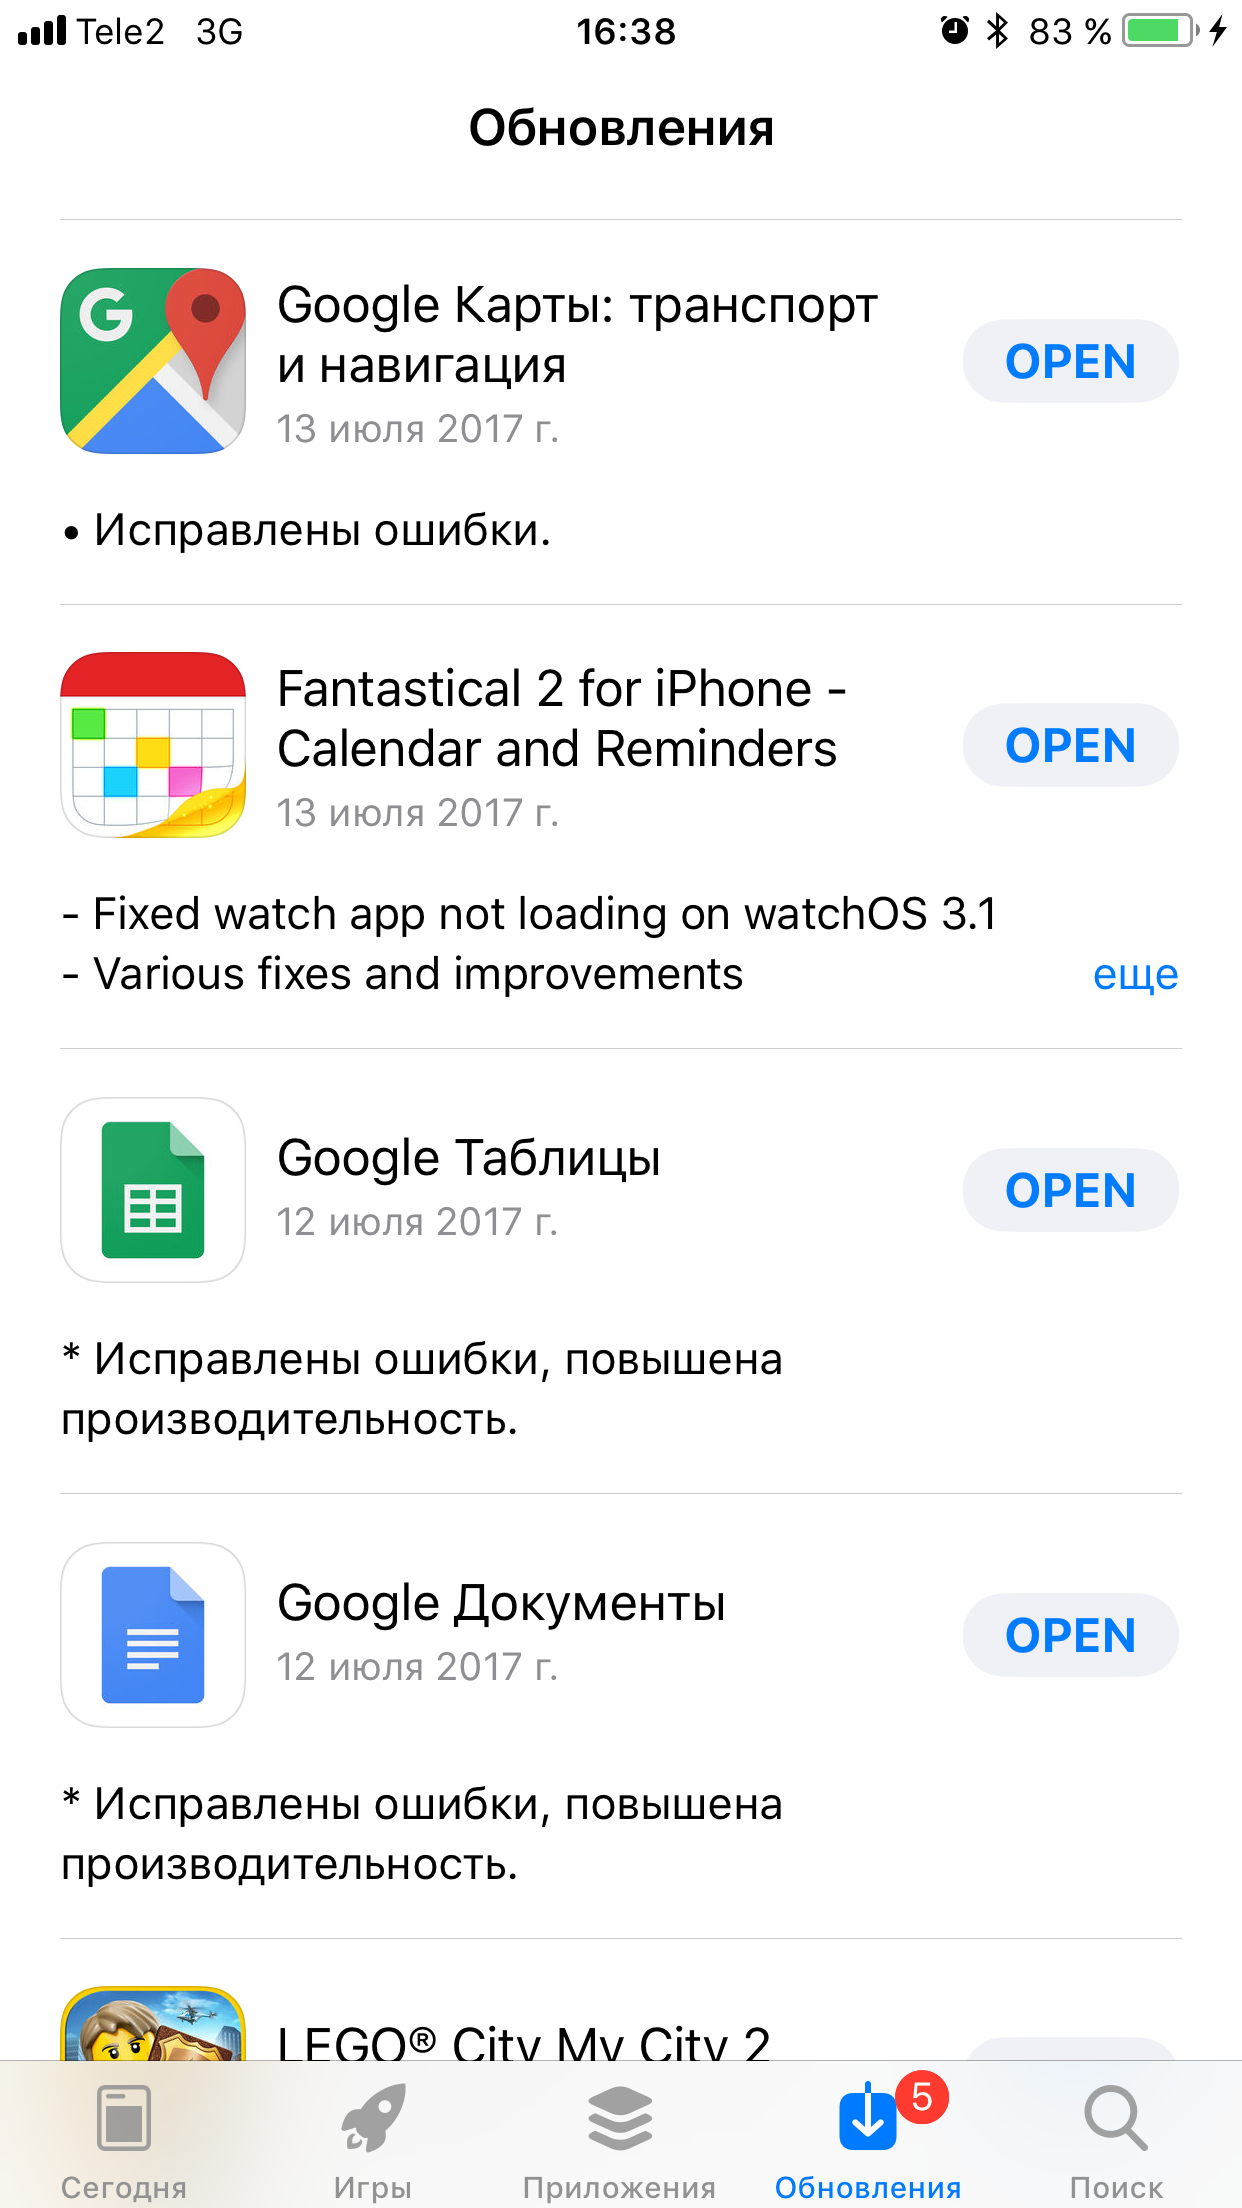 Tele2 3G 16:38 83 %
Обновления
Google Карты: транспорт
и навигация
13 июля 2017 г.
OPEN
• Исправлены ошибки.
Fantastical 2 for iPhone -
Calendar and Reminders
13 июля 2017 г.
OPEN
- Fixed watch app not loading on watchOS 3.1
- Various fixes and improvements
еще
Google Таблицы
12 июля 2017 г.
OPEN
* Исправлены ошибки, повышена
производительность.
Google Документы
12 июля 2017 г.
OPEN
* Исправлены ошибки, повышена
производительность.
LEGO® City My City 2
5
Сегодня Игры Приложения Обновления Поиск